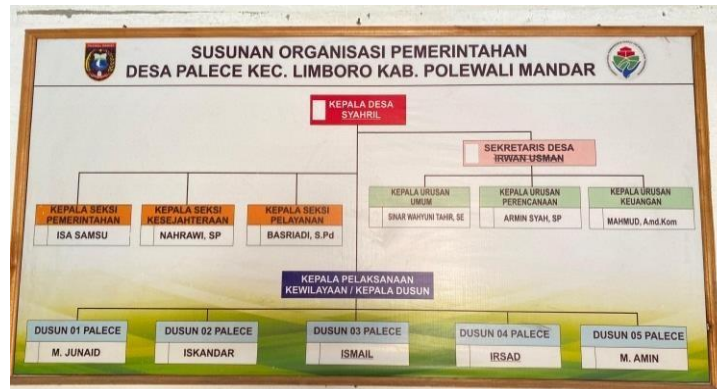 SUSUNAN ORGANISASI PEMERINTAHAN
DESA PALECE KEC. LIMBORO KAB. POLEWALI MANDAR
KEPALA DESA
SYAHRIL
SEKRETARIS DESA
IRWAN USMAN
KEPALA SEKSI
PEMERINTAHAN
ISA SAMSU
KEPALA SEKSI
KESEJAHTERAAN
NAHRAWI, SP
KEPALA SEKSI
PELAYANAN
BASRIADI, S.Pd
KEPALA URUSAN
UMUM
SINAR WAHYUNI TAHIR, SE
KEPALA URUSAN
PERENCANAAN
ARMIN SYAH, SP
KEPALA URUSAN
KEUANGAN
MAHMUD, Amd.Kom
KEPALA PELAKSANAAN
KEWILAYAAN / KEPALA DUSUN
DUSUN 01 PALECE
M. JUNAID
DUSUN 02 PALECE
ISKANDAR
DUSUN 03 PALECE
ISMAIL
DUSUN 04 PALECE
IRSAD
DUSUN 05 PALECE
M. AMIN